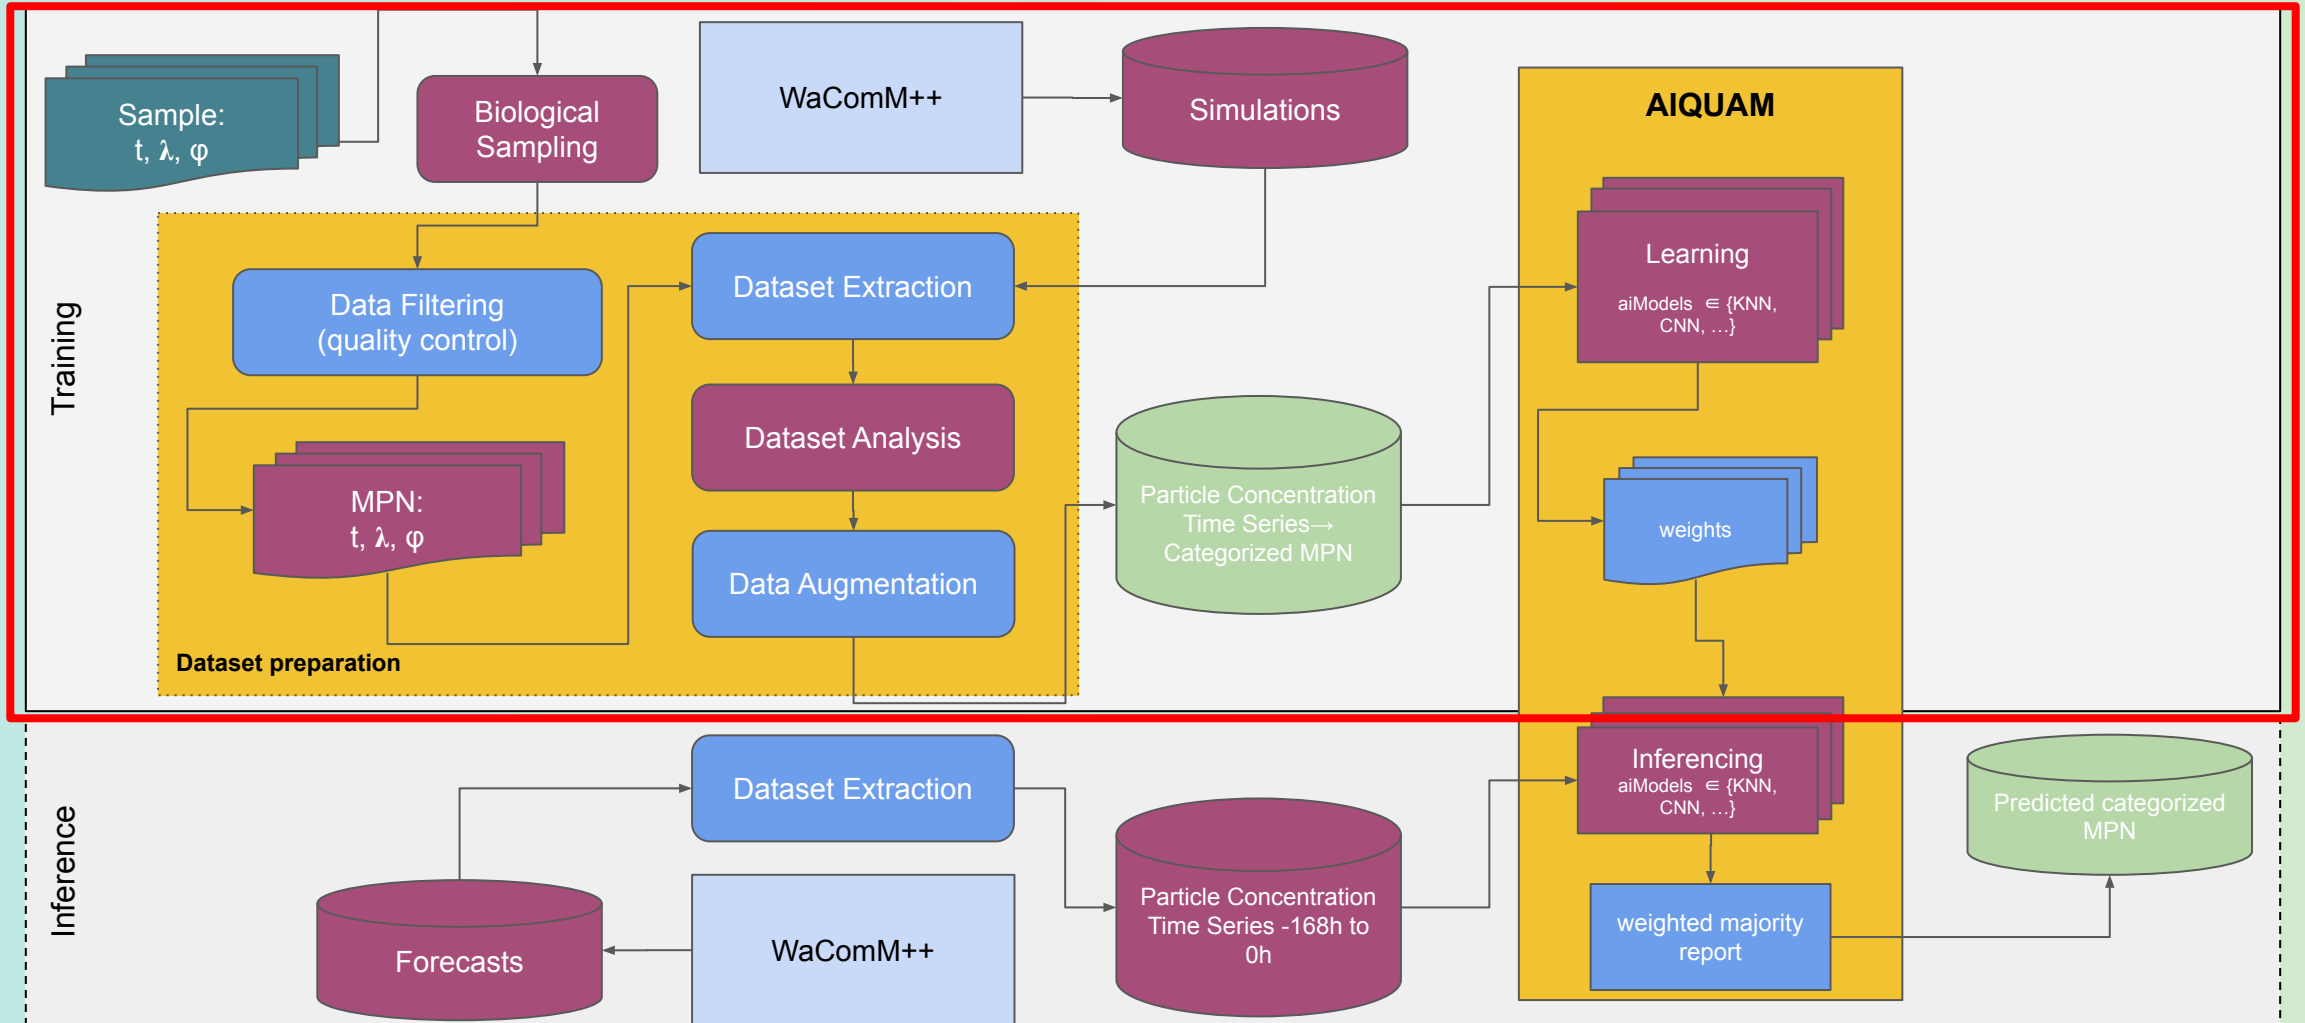 Sample:
t, λ, φ
Biological
Sampling
WaComM++
Simulations
AIQUAM
Training
Data Filtering
(quality control)
Dataset Extraction
Learning
aiModels ∈ {KNN,
CNN, ...}
Dataset Analysis
MPN:
t, λ, φ
Particle Concentration
Time Series→
Categorized MPN
weights
Data Augmentation
Dataset preparation
Inference
Dataset Extraction
Inferencing
aiModels ∈ {KNN,
CNN, ...}
Predicted categorized
MPN
Forecasts
WaComM++
Particle Concentration
Time Series -168h to
0h
weighted majority
report